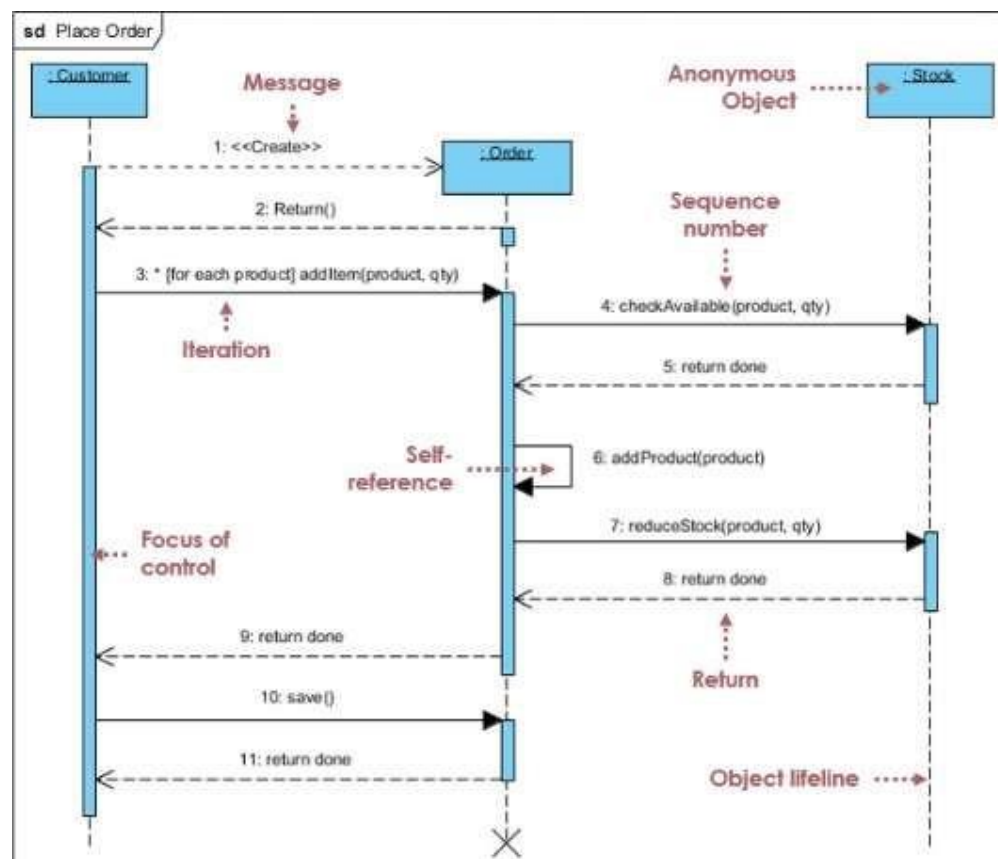 sd Place Order
: Customer
Message
Anonymous
Object
: Stock
1: <<Create>>
: Order
2: Return()
Sequence
number
3: * [for each product] addItem(product, qty)
4: checkAvailable(product, qty)
Iteration
5: return done
Self-
reference
6: addProduct(product)
7: reduceStock(product, qty)
Focus of
control
8: return done
9: return done
Return
10: save()
11: return done
Object lifeline